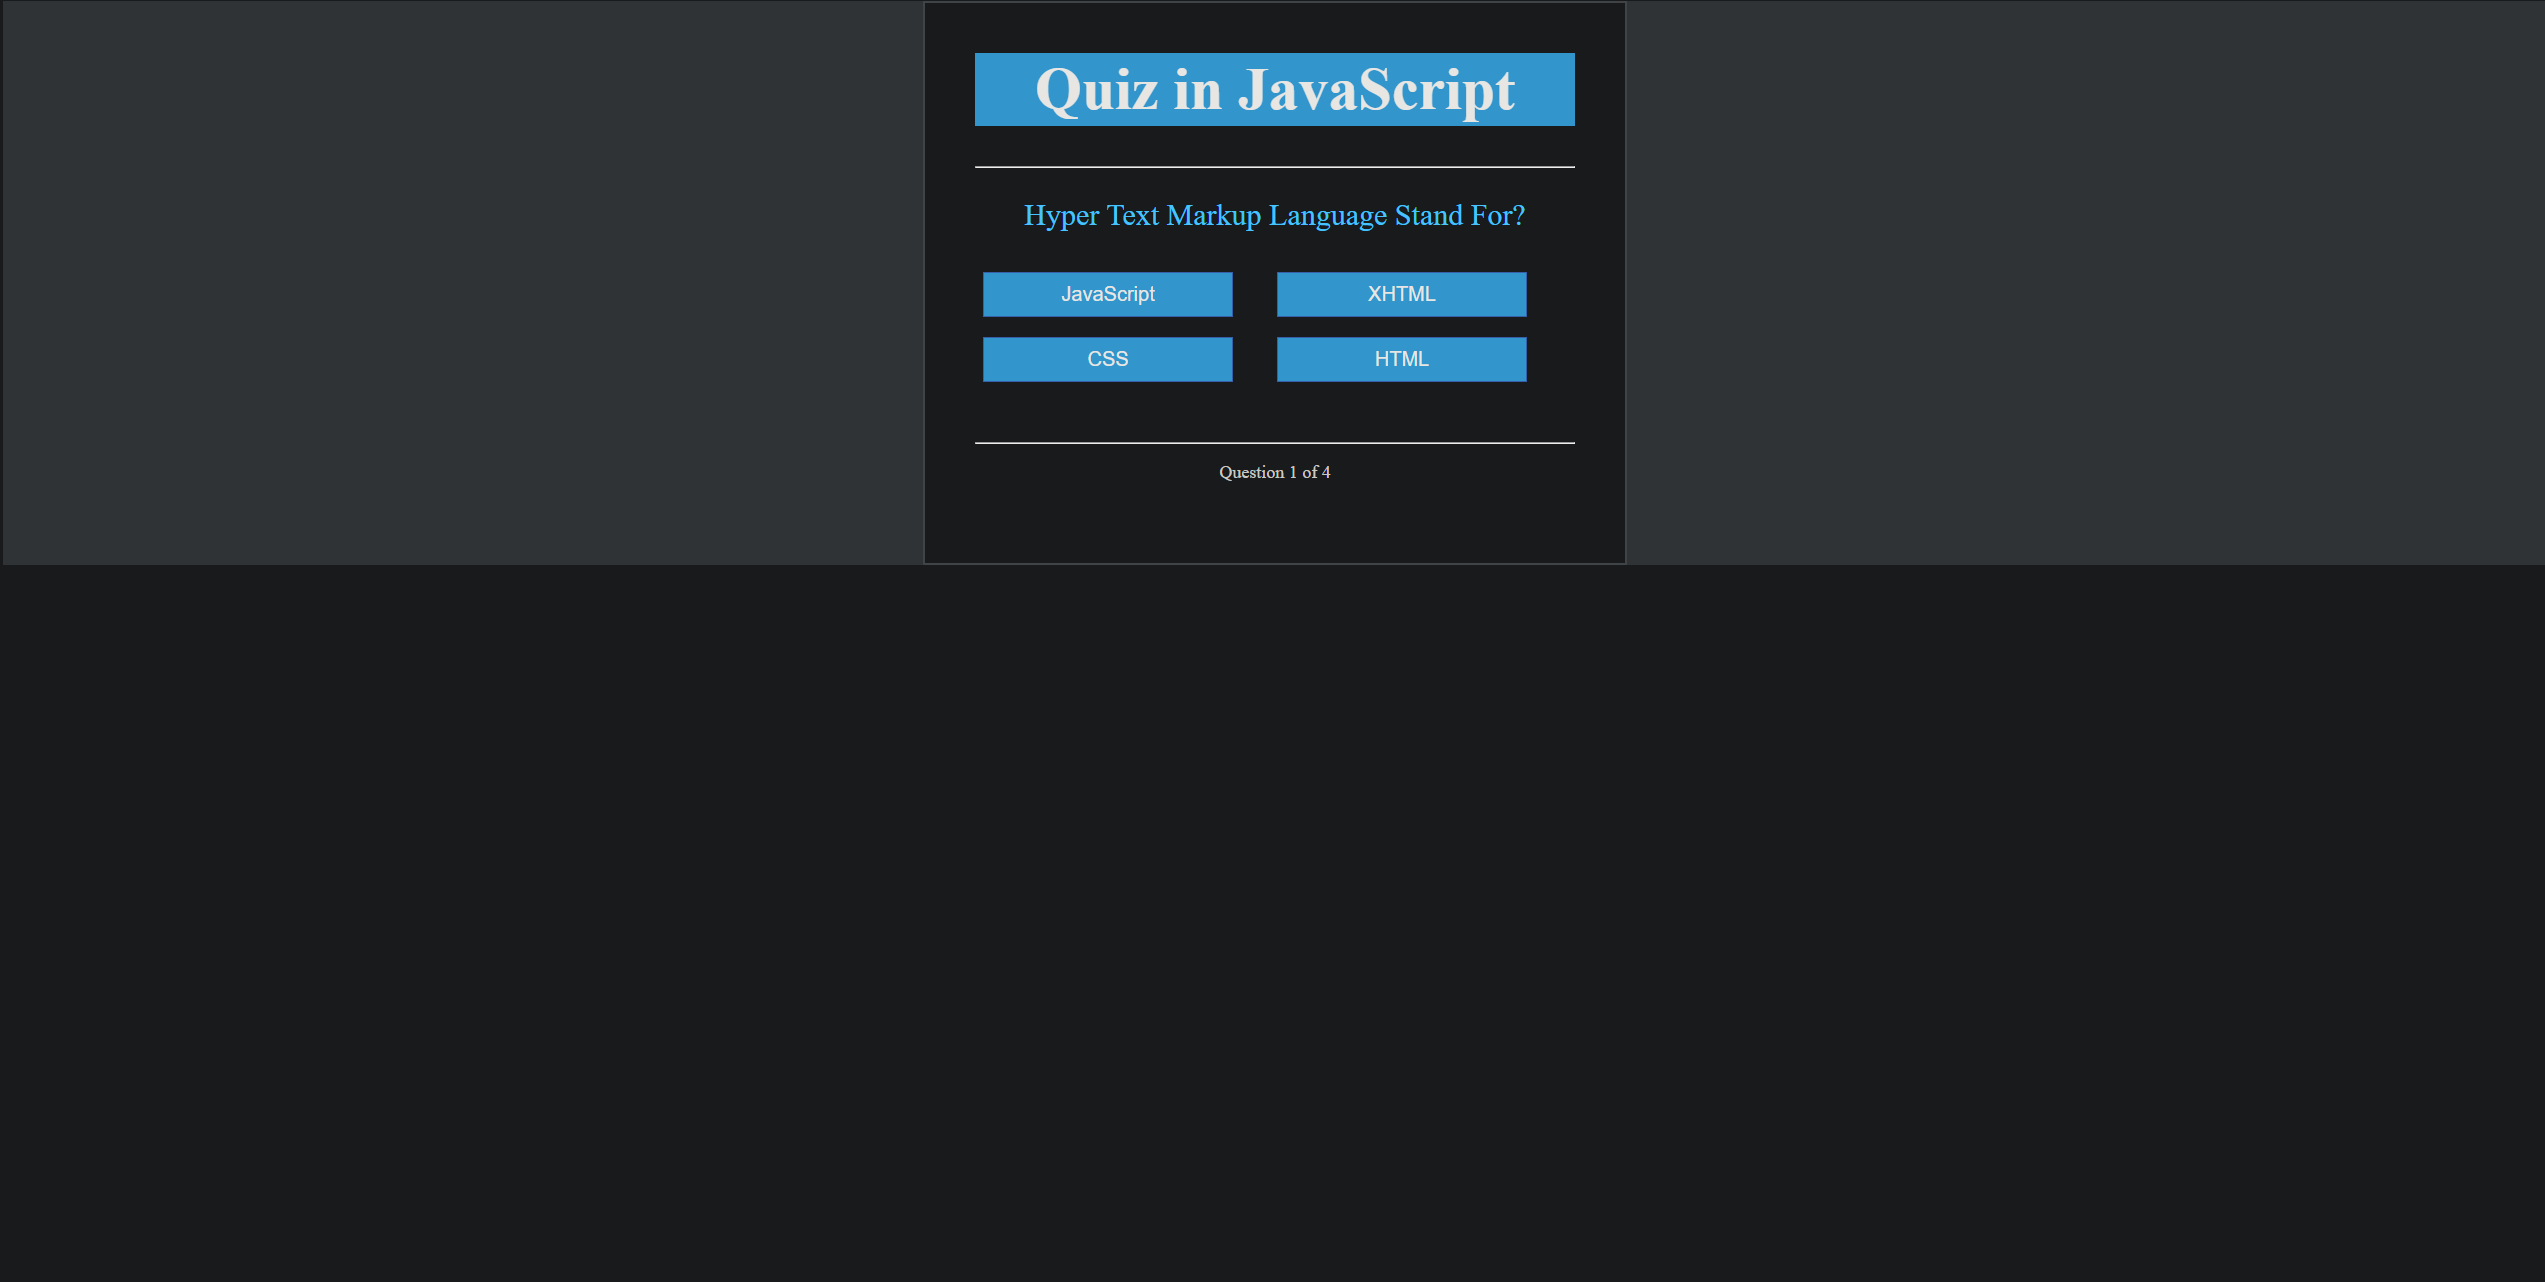 Quiz in JavaScript
Hyper Text Markup Language Stand For?
JavaScript
XHTML
CSS
HTML
Question 1 of 4